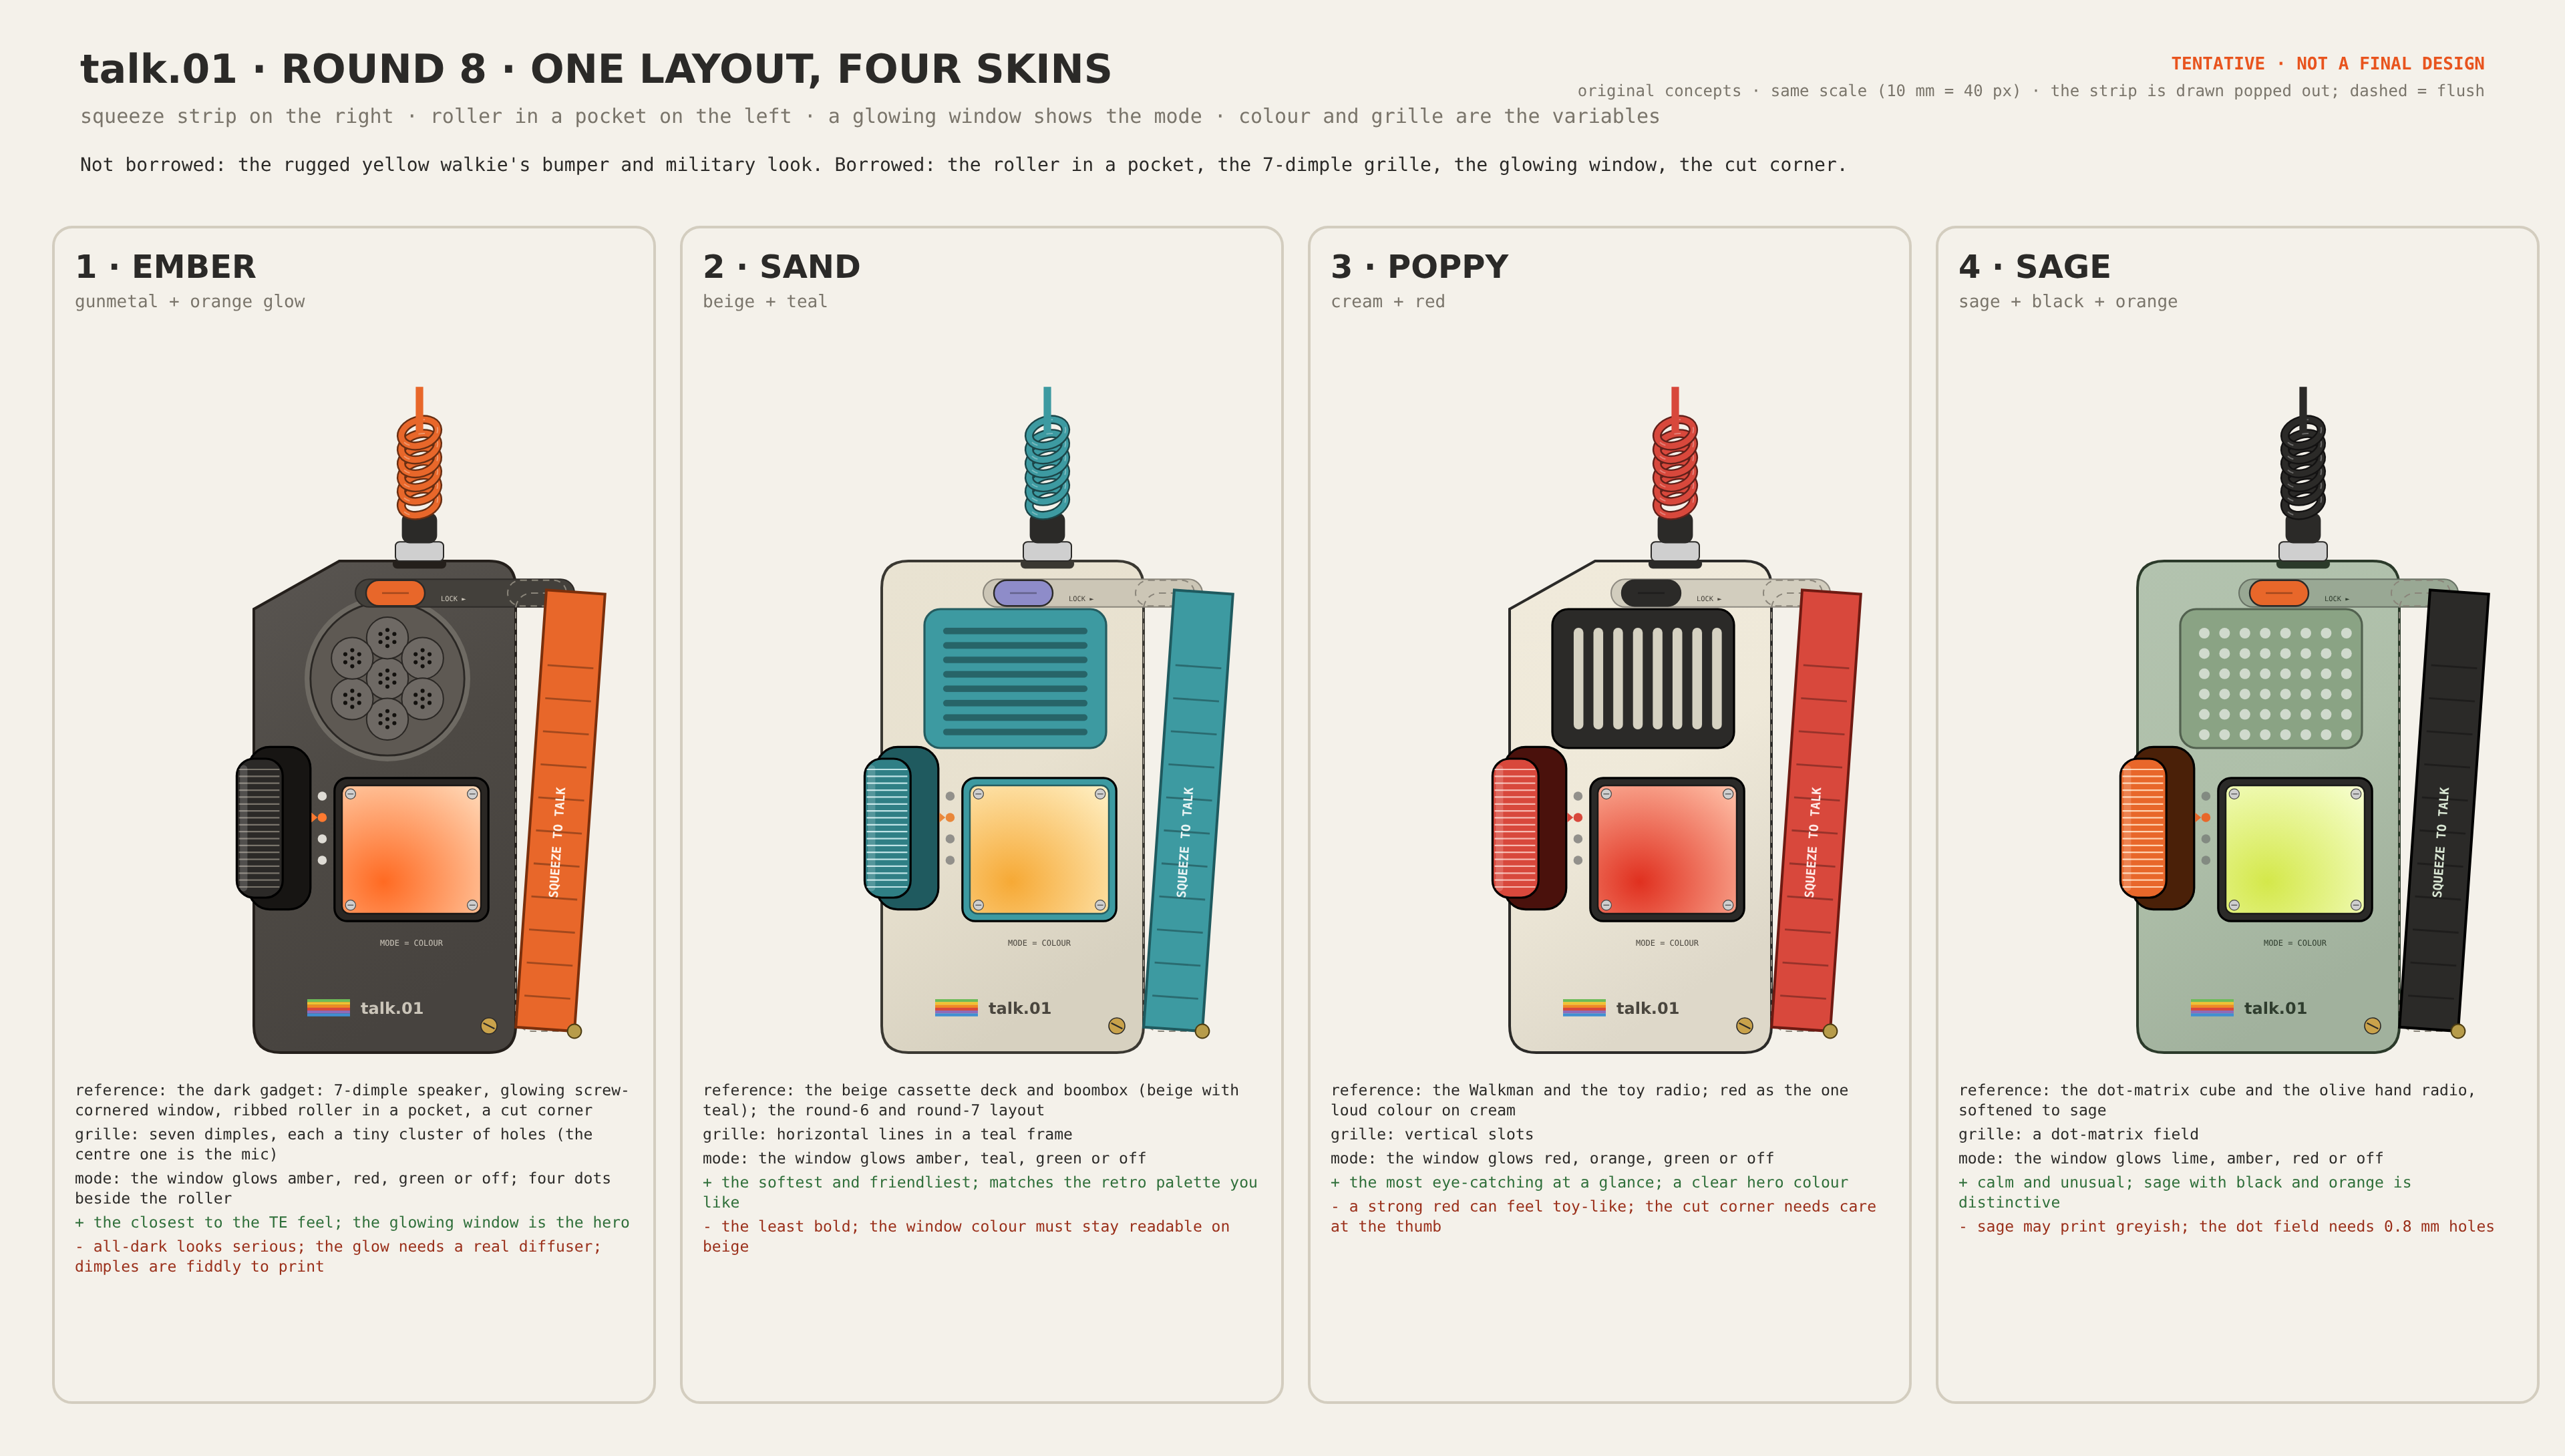 talk.01 · ROUND 8 · ONE LAYOUT, FOUR SKINS
TENTATIVE · NOT A FINAL DESIGN
original concepts · same scale (10 mm = 40 px) · the strip is drawn popped out; dashed = flush
squeeze strip on the right · roller in a pocket on the left · a glowing window shows the mode · colour and grille are the variables
Not borrowed: the rugged yellow walkie's bumper and military look. Borrowed: the roller in a pocket, the 7-dimple grille, the glowing window, the cut corner.
1 · EMBER
gunmetal + orange glow
LOCK ►
SQUEEZE TO TALK
MODE = COLOUR
talk.01
reference: the dark gadget: 7-dimple speaker, glowing screw-
cornered window, ribbed roller in a pocket, a cut corner
grille: seven dimples, each a tiny cluster of holes (the
centre one is the mic)
mode: the window glows amber, red, green or off; four dots
beside the roller
+ the closest to the TE feel; the glowing window is the hero
- all-dark looks serious; the glow needs a real diffuser;
dimples are fiddly to print
2 · SAND
beige + teal
LOCK ►
SQUEEZE TO TALK
MODE = COLOUR
talk.01
reference: the beige cassette deck and boombox (beige with
teal); the round-6 and round-7 layout
grille: horizontal lines in a teal frame
mode: the window glows amber, teal, green or off
+ the softest and friendliest; matches the retro palette you
like
- the least bold; the window colour must stay readable on
beige
3 · POPPY
cream + red
LOCK ►
SQUEEZE TO TALK
MODE = COLOUR
talk.01
reference: the Walkman and the toy radio; red as the one
loud colour on cream
grille: vertical slots
mode: the window glows red, orange, green or off
+ the most eye-catching at a glance; a clear hero colour
- a strong red can feel toy-like; the cut corner needs care
at the thumb
4 · SAGE
sage + black + orange
LOCK ►
SQUEEZE TO TALK
MODE = COLOUR
talk.01
reference: the dot-matrix cube and the olive hand radio,
softened to sage
grille: a dot-matrix field
mode: the window glows lime, amber, red or off
+ calm and unusual; sage with black and orange is
distinctive
- sage may print greyish; the dot field needs 0.8 mm holes